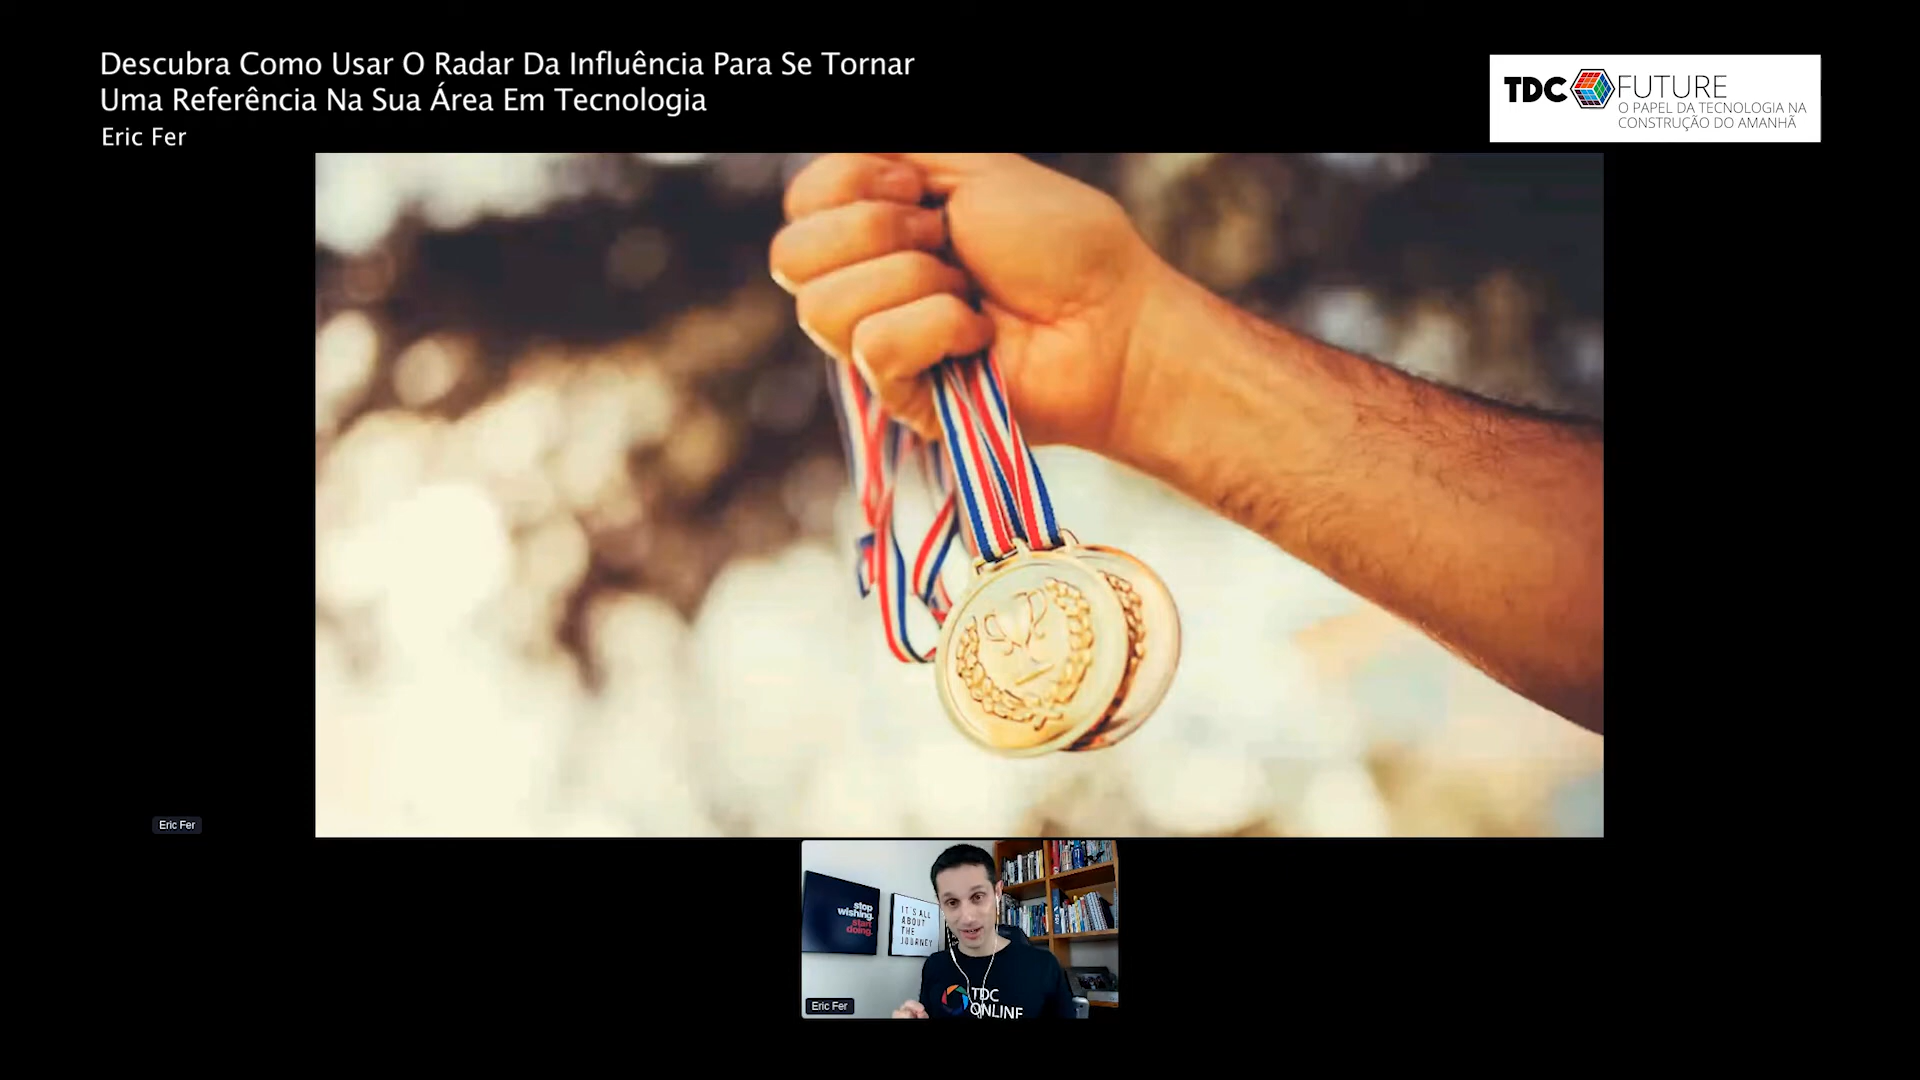 Descubra Como Usar O Radar Da Influência Para Se Tornar
Uma Referência Na Sua Área Em Tecnologia
Eric Fer
TDC FUTURE
O PAPEL DA TECNOLOGIA NA
CONSTRUÇÃO DO AMANHÃ
Eric Fer
stop
wishing.
start
doing.
IT'S ALL
ABOUT
THE
JOURNEY
TDC
ONLINE
Eric Fer